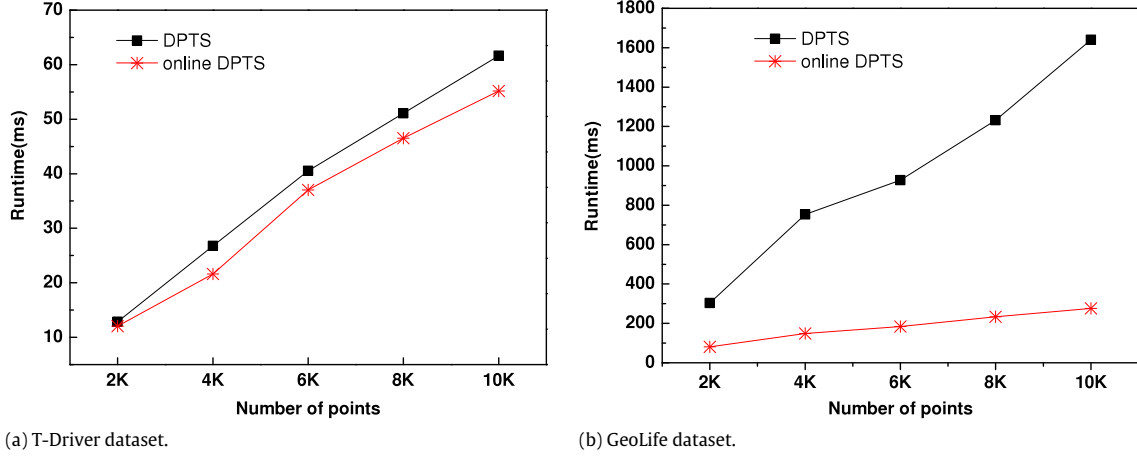 70
60
50
40
30
20
10
Runtime(ms)
DPTS
online DPTS
2K 4K 6K 8K 10K
Number of points
(a) T-Driver dataset.
1800
1600
1400
1200
1000
800
600
400
200
0
Runtime(ms)
DPTS
online DPTS
2K 4K 6K 8K 10K
Number of points
(b) GeoLife dataset.